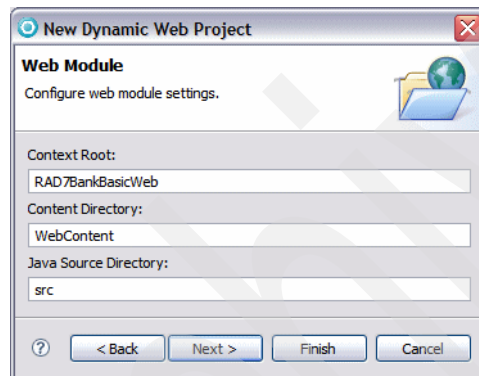 New Dynamic Web Project
Web Module
Configure web module settings.
Context Root:
RAD7BankBasicWeb
Content Directory:
WebContent
Java Source Directory:
src
? < Back Next > Finish Cancel